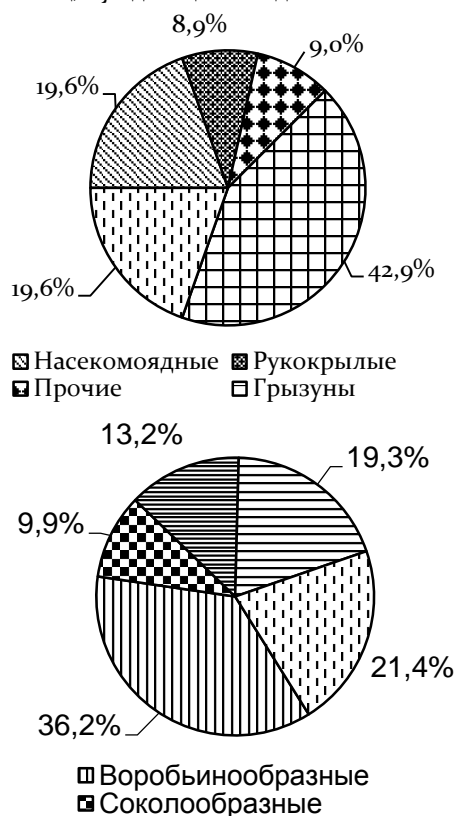 8,9%
9,0%
19,6%
19,6%
42,9%
Насекомоядные Рукокрылые
Прочие Грызуны
13,2%
19,3%
9,9%
21,4%
36,2%
Воробьинообразные
Соколообразные